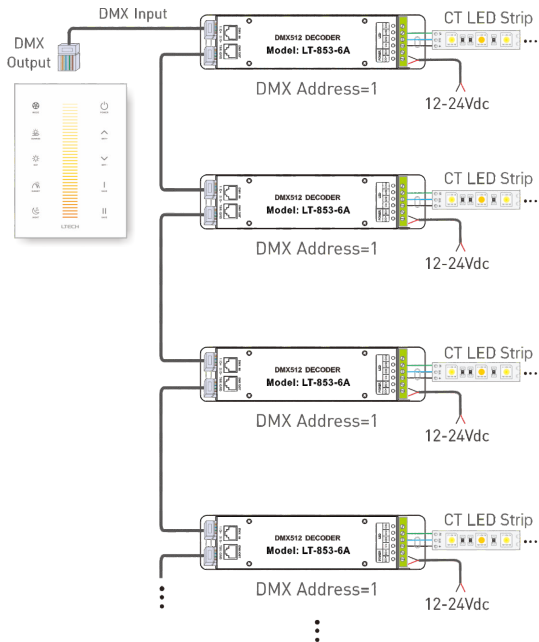 DMX Input
DMX
Output
LTECH
DMX512 DECODER
Model: LT-853-6A
CT LED Strip
DMX Address=1
12-24Vdc
DMX512 DECODER
Model: LT-853-6A
CT LED Strip
DMX Address=1
12-24Vdc
DMX512 DECODER
Model: LT-853-6A
CT LED Strip
DMX Address=1
12-24Vdc
DMX512 DECODER
Model: LT-853-6A
CT LED Strip
DMX Address=1
12-24Vdc